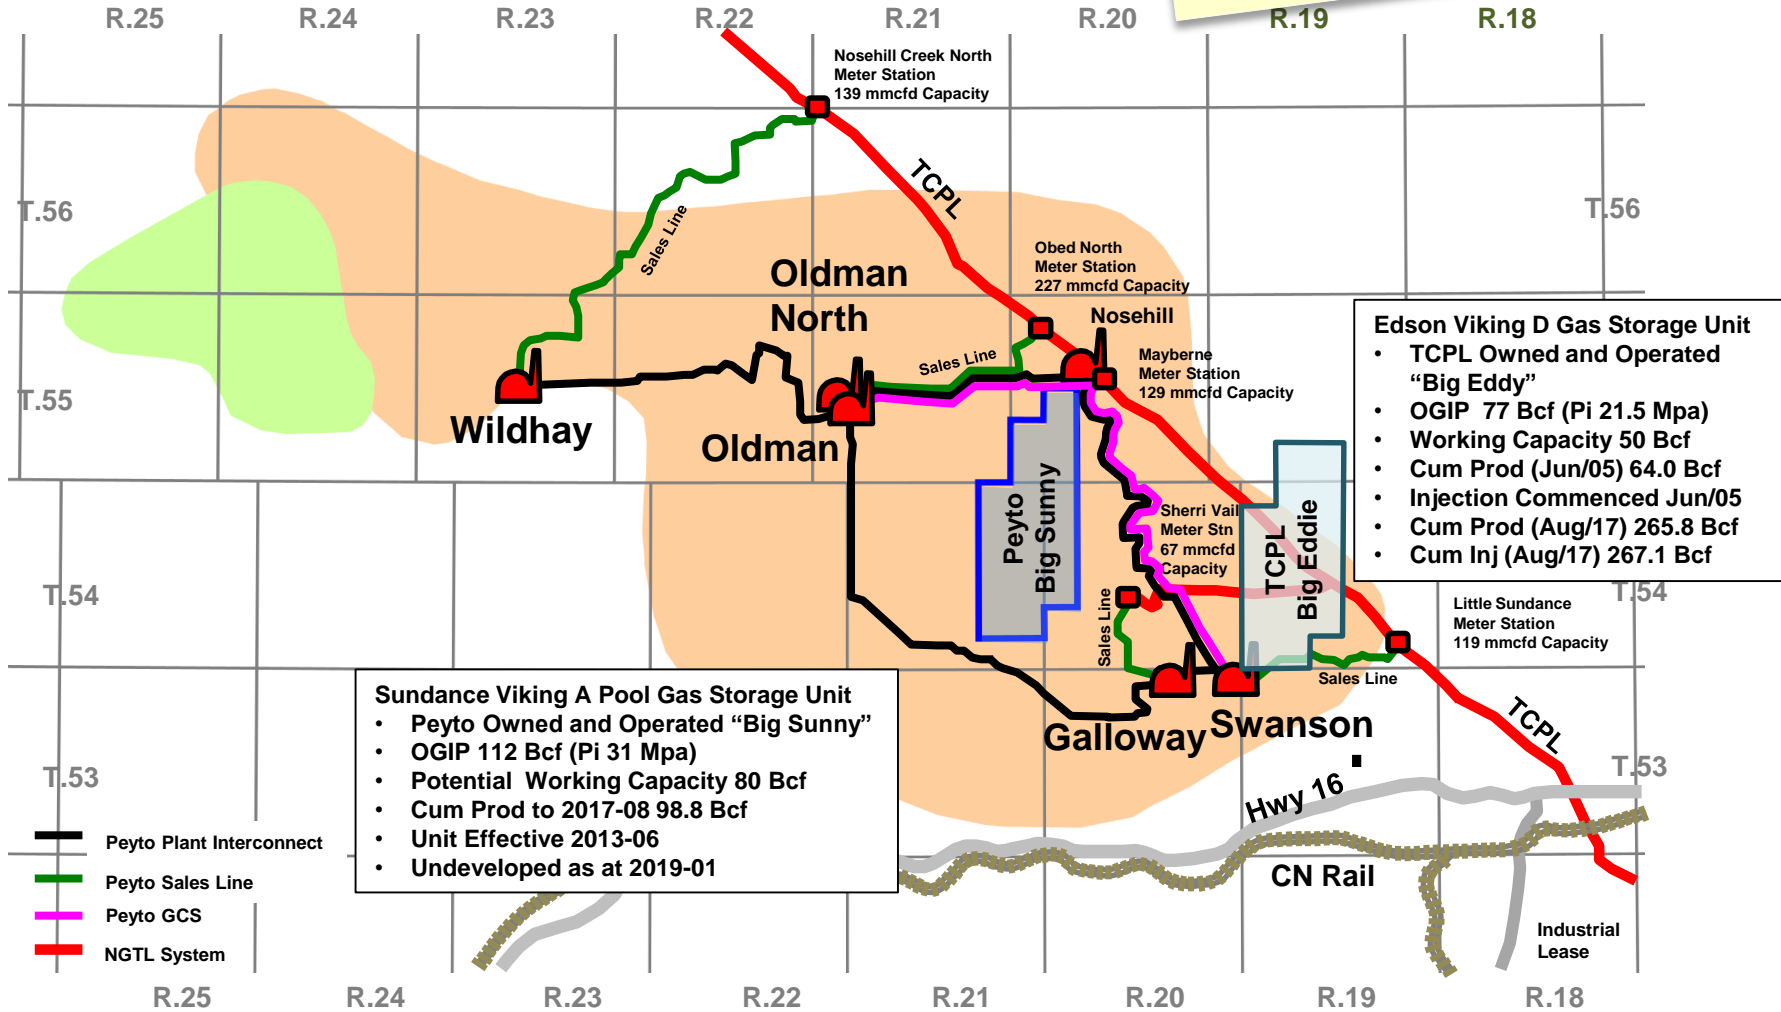 R.25 R.24 R.23 R.22 R.21 R.20 R.19 R.18
Nosehill Creek North
Meter Station
139 mmcfd Capacity
TCPL
T.56 T.56
Sales Line
Obed North
Meter Station
227 mmcfd Capacity
Oldman
North
Nosehill
Sales Line
Mayberne
Meter Station
129 mmcfd Capacity
Edson Viking D Gas Storage Unit
• TCPL Owned and Operated
“Big Eddy”
• OGIP 77 Bcf (Pi 21.5 Mpa)
• Working Capacity 50 Bcf
• Cum Prod (Jun/05) 64.0 Bcf
• Injection Commenced Jun/05
• Cum Prod (Aug/17) 265.8 Bcf
• Cum Inj (Aug/17) 267.1 Bcf
T.55
Wildhay
Oldman
Peyto
Big Sunny
Sherri Vail
Meter Stn
67 mmcfd
Capacity
TCPL
Big Eddie
T.54 T.54
Sales Line
Little Sundance
Meter Station
119 mmcfd Capacity
Sales Line
Galloway Swanson
TCPL
Sundance Viking A Pool Gas Storage Unit
• Peyto Owned and Operated “Big Sunny”
• OGIP 112 Bcf (Pi 31 Mpa)
• Potential Working Capacity 80 Bcf
• Cum Prod to 2017-08 98.8 Bcf
• Unit Effective 2013-06
• Undeveloped as at 2019-01
T.53 T.53
Hwy 16
CN Rail
Peyto Plant Interconnect
Peyto Sales Line
Peyto GCS
NGTL System
Industrial
Lease
R.25 R.24 R.23 R.22 R.21 R.20 R.19 R.18